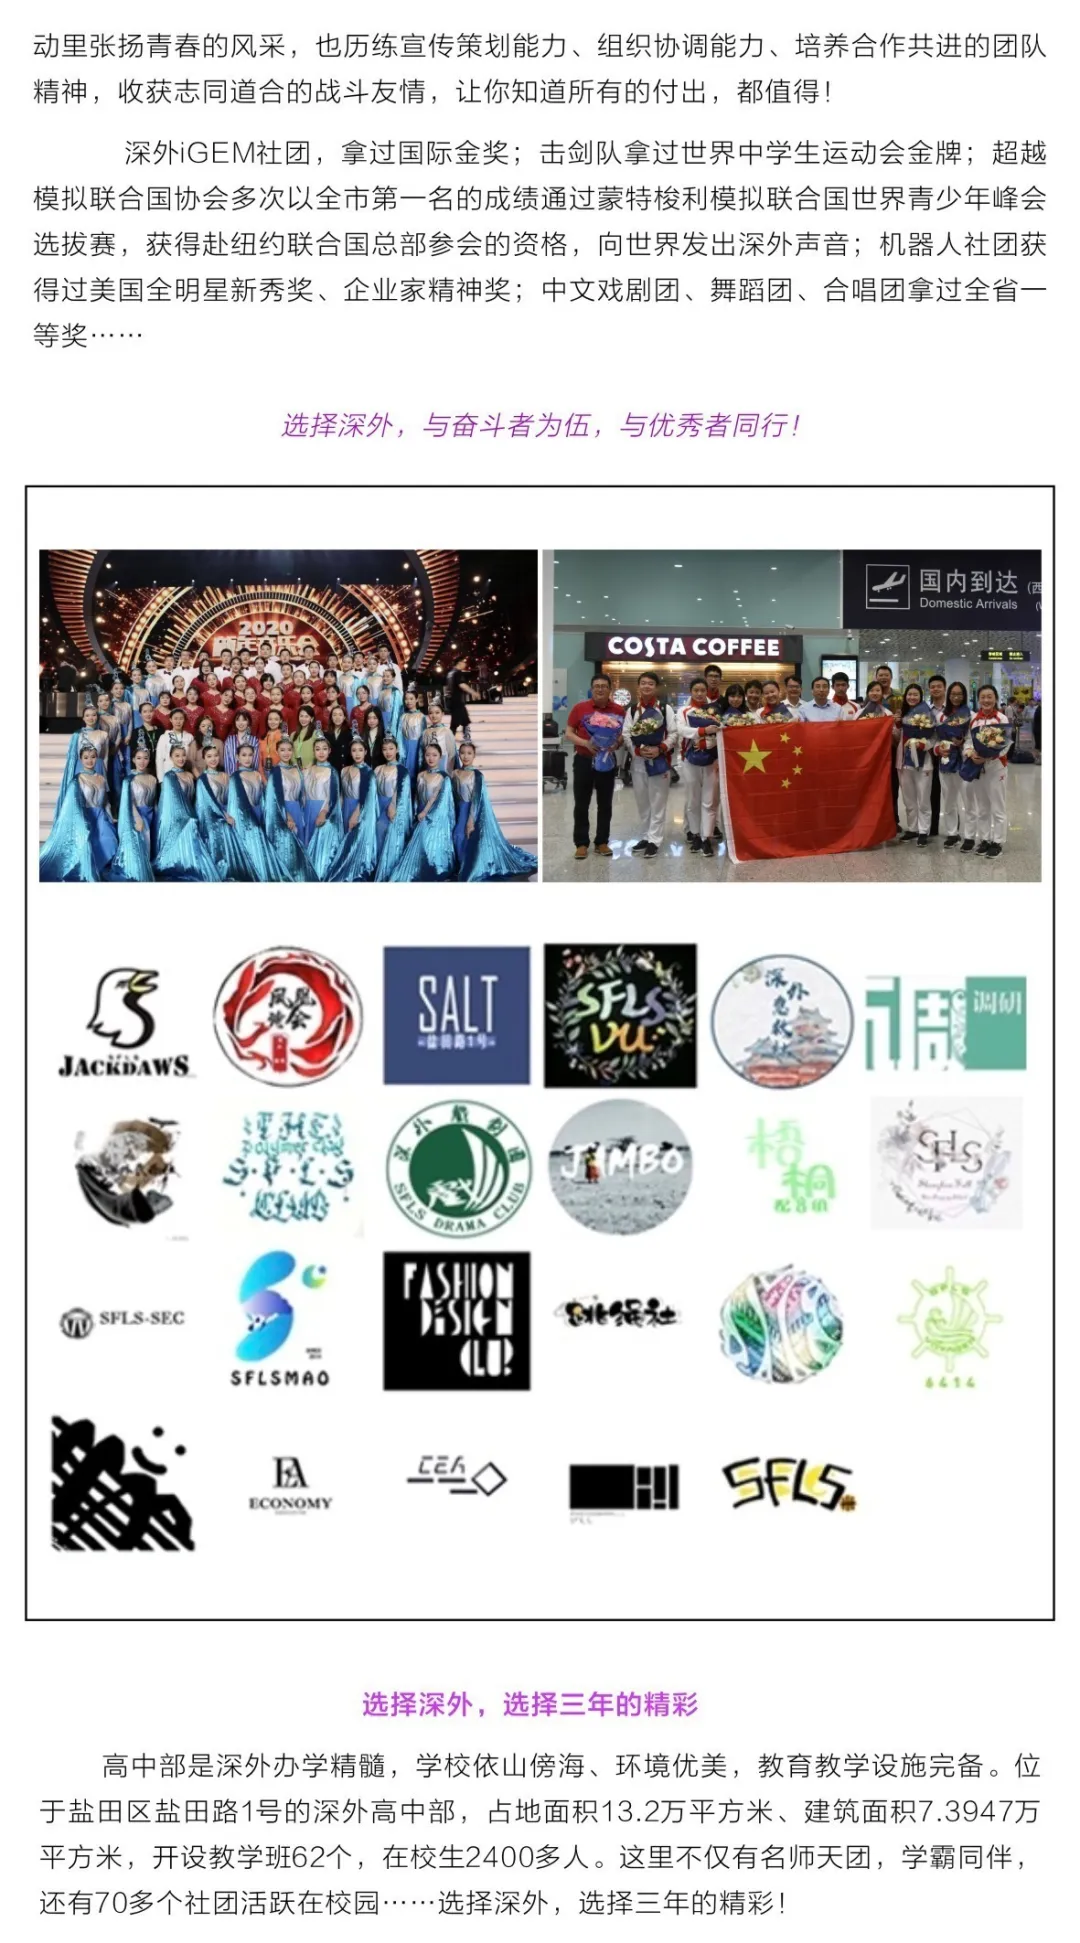 动里张扬青春的风采，也历练宣传策划能力、组织协调能力、培养合作共进的团队
精神，收获志同道合的战斗友情，让你知道所有的付出，都值得！
深外iGEM社团，拿过国际金奖；击剑队拿过世界中学生运动会金牌；超越
模拟联合国协会多次以全市第一名的成绩通过蒙特梭利模拟联合国世界青少年峰会
选拔赛，获得赴纽约联合国总部参会的资格，向世界发出深外声音；机器人社团获
得过美国全明星新秀奖、企业家精神奖；中文戏剧团、舞蹈团、合唱团拿过全省一
等奖……
选择深外，与奋斗者为伍，与优秀者同行！
2020
国内到达
Domestic Arrivals
COSTA COFFEE
JACKDAWS
SALT
盐田路1号
SFLS
VU
深外
调研
THE
polymer clay
SFLS
CLUB
SFLS DRAMA CLUB
JAMBO
梧桐
配音组
SFLS
SFLS-SEC
SFLSMAO
FASHION
DESIGN
CLUB
跳绳社
6414
EA
ECONOMY
SFLS
选择深外，选择三年的精彩
高中部是深外办学精髓，学校依山傍海、环境优美，教育教学设施完备。位
于盐田区盐田路1号的深外高中部，占地面积13.2万平方米、建筑面积7.3947万
平方米，开设教学班62个，在校生2400多人。这里不仅有名师天团，学霸同伴，
还有70多个社团活跃在校园……选择深外，选择三年的精彩！